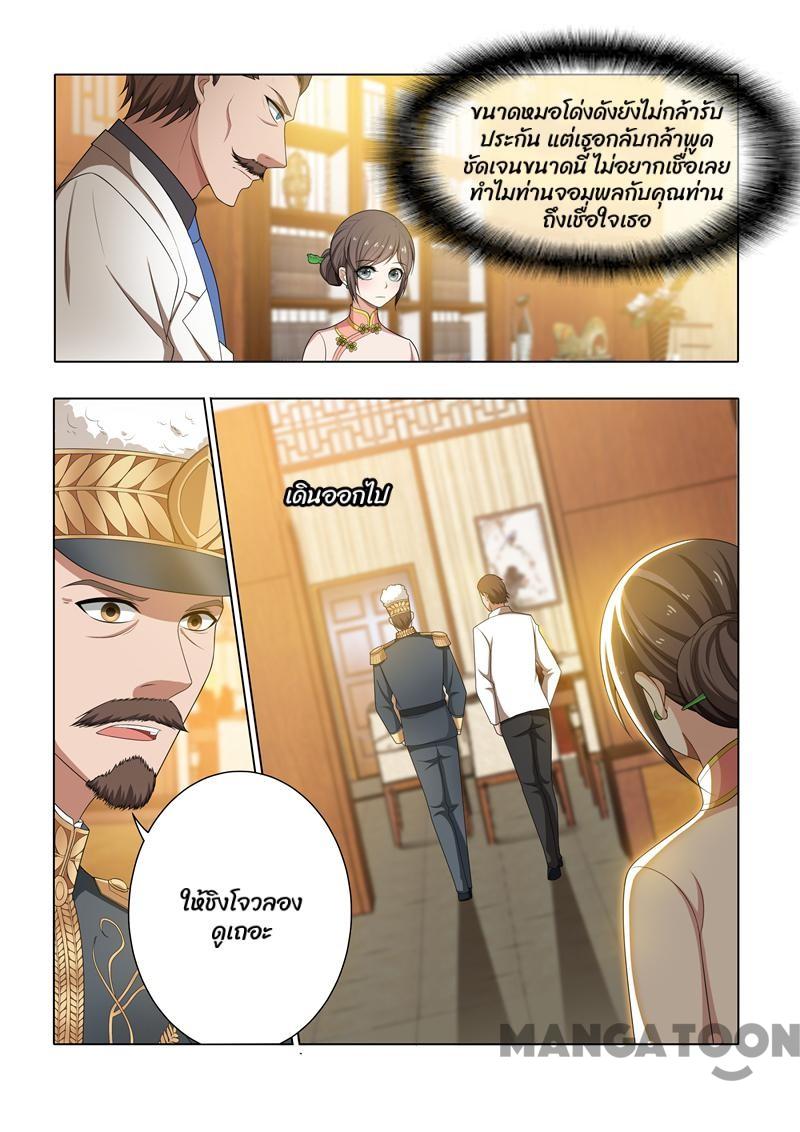 ขนาดหมอโด่งดังยังไม่กล้ารับ
ประกัน แต่เธอกลับกล้าพูด
ชัดเจนขนาดนี้ ไม่อยากเชื่อเลย
ทำไมท่านจอมพลกับคุณท่าน
ถึงเชื่อใจเธอ
เดินออกไป
ให้ชิงโจวลอง
ดูเถอะ
MANGATOON